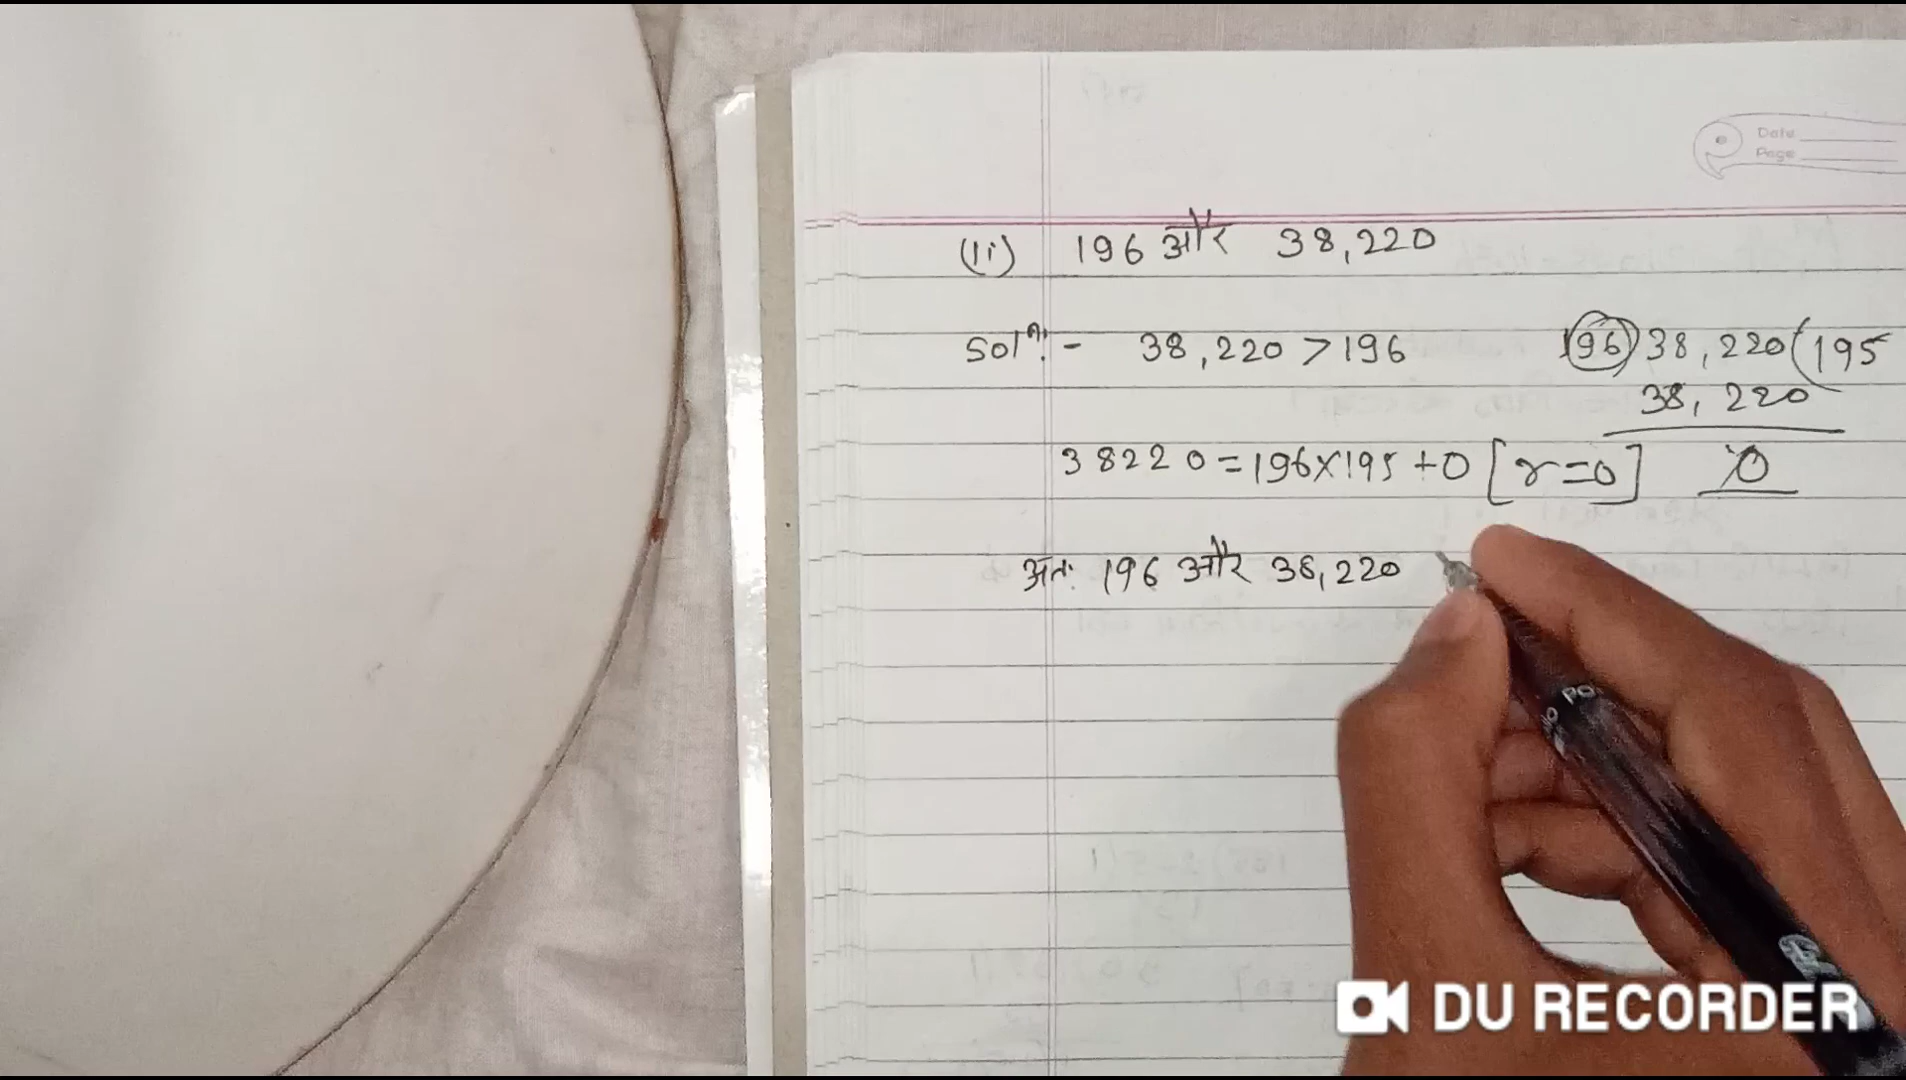 Date
Page
(ii) 196 और 38,220
Solⁿ:- 38,220 > 196
196) 38,220 (195
38,220
0
38220 = 196×195 + 0 [r=0]
अतः 196 और 38,220
DU RECORDER